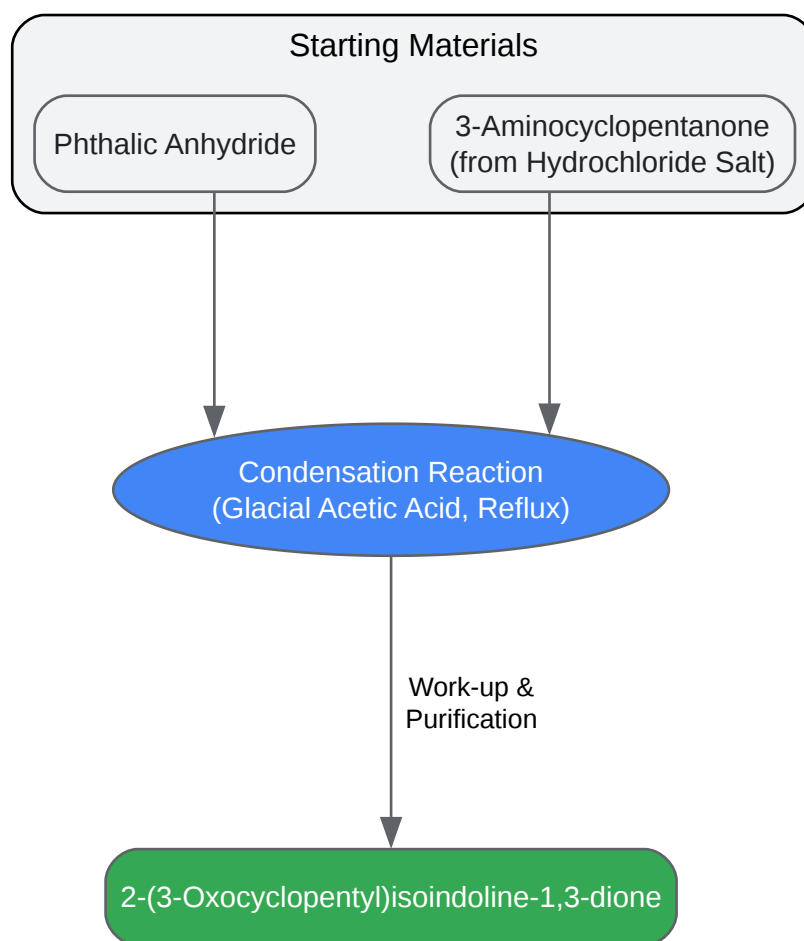 Starting Materials
Phthalic Anhydride
3-Aminocyclopentanone
(from Hydrochloride Salt)
Condensation Reaction
(Glacial Acetic Acid, Reflux)
Work-up &
Purification
2-(3-Oxocyclopentyl)isoindoline-1,3-dione